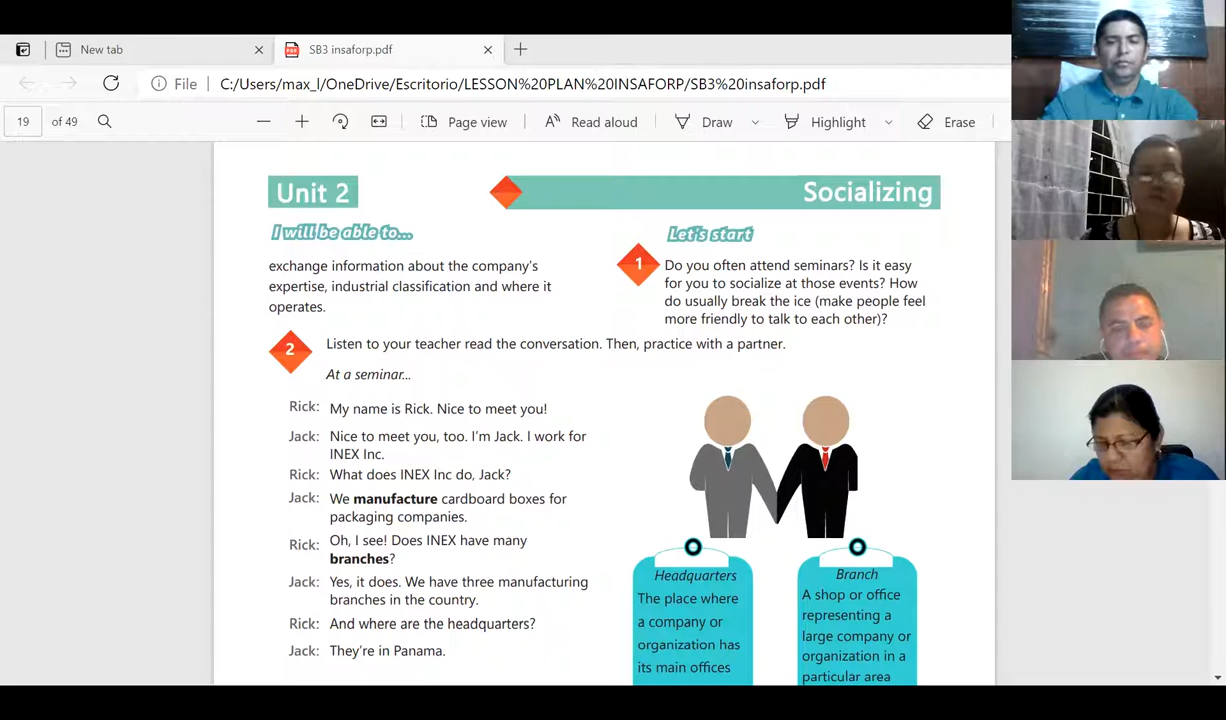 New tab
SB3 insaforp.pdf
File
C:/Users/max_l/OneDrive/Escritorio/LESSON%20PLAN%20INSAFORP/SB3%20insaforp.pdf
19 of 49
Page view
Read aloud
Draw
Highlight
Erase
Unit 2
Socializing
I will be able to...
exchange information about the company's
expertise, industrial classification and where it
operates.
Let's start
1
Do you often attend seminars? Is it easy
for you to socialize at those events? How
do usually break the ice (make people feel
more friendly to talk to each other)?
2
Listen to your teacher read the conversation. Then, practice with a partner.
At a seminar...
Rick: My name is Rick. Nice to meet you!
Jack: Nice to meet you, too. I'm Jack. I work for
INEX Inc.
Rick: What does INEX Inc do, Jack?
Jack: We manufacture cardboard boxes for
packaging companies.
Rick: Oh, I see! Does INEX have many
branches?
Jack: Yes, it does. We have three manufacturing
branches in the country.
Rick: And where are the headquarters?
Jack: They're in Panama.
Headquarters
The place where
a company or
organization has
its main offices
Branch
A shop or office
representing a
large company or
organization in a
particular area